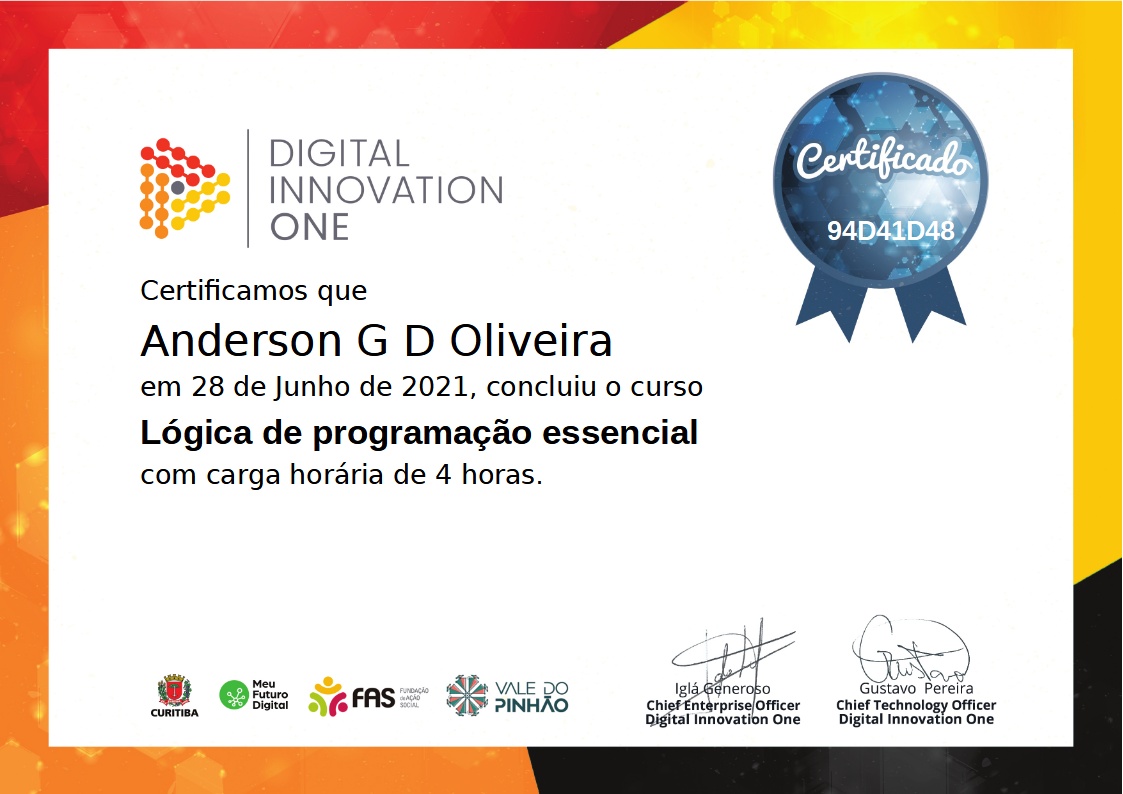 DIGITAL
INNOVATION
ONE
Certificado
94D41D48
Certificamos que
Anderson G D Oliveira
em 28 de Junho de 2021, concluiu o curso
Lógica de programação essencial
com carga horária de 4 horas.
CURITIBA
Meu
Futuro
Digital
FAS
FUNDAÇÃO
de AÇÃO
SOCIAL
VALE DO
PINHÃO
Iglá Generoso
Chief Enterprise Officer
Digital Innovation One
Gustavo
Gustavo Pereira
Chief Technology Officer
Digital Innovation One